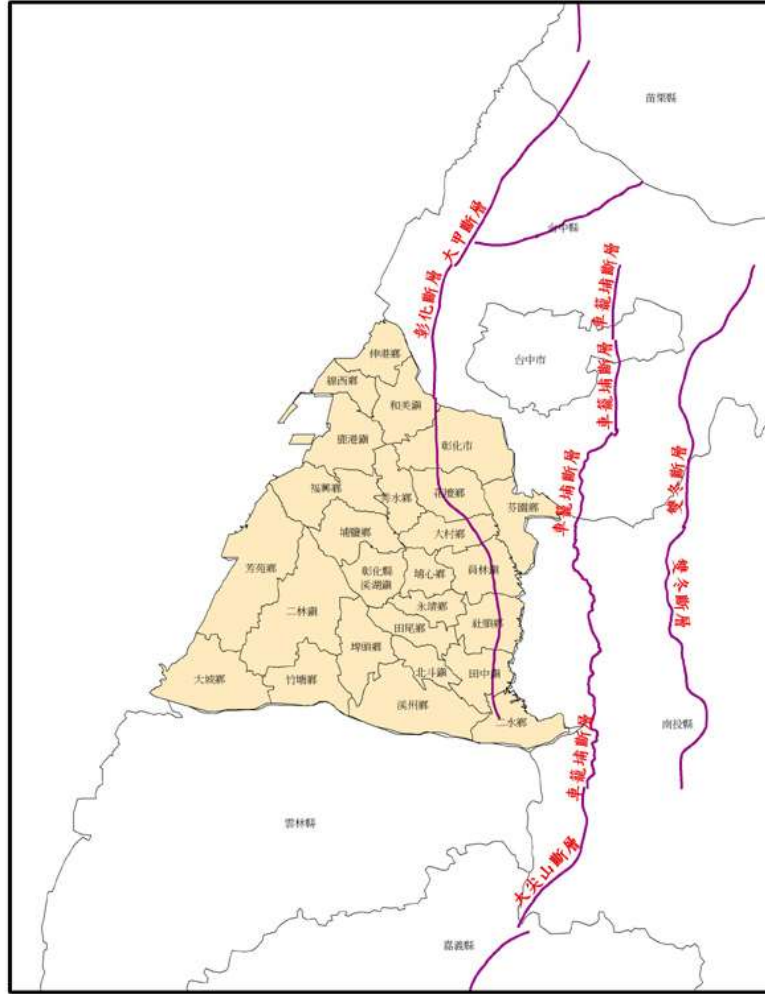 苗栗縣
大甲斷層
台中縣
彰化斷層
車籠埔斷層
車籠埔斷層
台中市
伸港鄉
線西鄉
和美鎮
鹿港鎮
彰化市
雙冬斷層
福興鄉
秀水鄉
花壇鄉
芬園鄉
車籠埔斷層
埔鹽鄉
大村鄉
芳苑鄉
彰化縣
溪湖鎮
埔心鄉
員林鎮
雙冬斷層
二林鎮
永靖鄉
田尾鄉
社頭鄉
埤頭鄉
大城鄉
竹塘鄉
北斗鎮
田中鎮
溪州鄉
二水鄉
南投縣
車籠埔斷層
雲林縣
大尖山斷層
嘉義縣